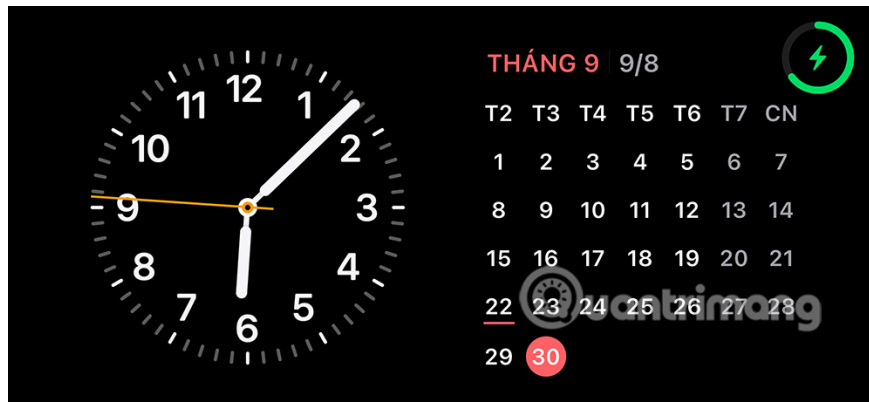 12
11
1
10
2
9
3
8
4
7
5
6
THÁNG 9 9/8
T2 T3 T4 T5 T6 T7 CN
1 2 3 4 5 6 7
8 9 10 11 12 13 14
15 16 17 18 19 20 21
22 23 24 25 26 27 28
29 30
Quantrimang